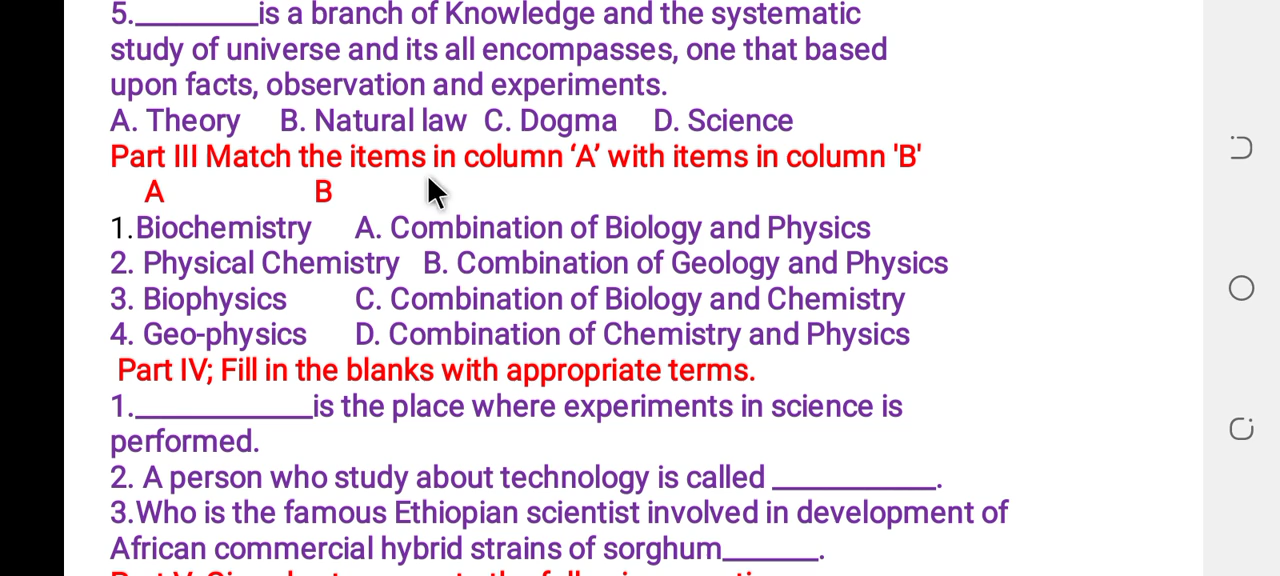 5.________is a branch of Knowledge and the systematic
study of universe and its all encompasses, one that based
upon facts, observation and experiments.
A. Theory B. Natural law C. Dogma D. Science
Part III Match the items in column ‘A’ with items in column 'B'
A B
1.Biochemistry A. Combination of Biology and Physics
2. Physical Chemistry B. Combination of Geology and Physics
3. Biophysics C. Combination of Biology and Chemistry
4. Geo-physics D. Combination of Chemistry and Physics
Part IV; Fill in the blanks with appropriate terms.
1.____________is the place where experiments in science is
performed.
2. A person who study about technology is called ___________.
3.Who is the famous Ethiopian scientist involved in development of
African commercial hybrid strains of sorghum______.